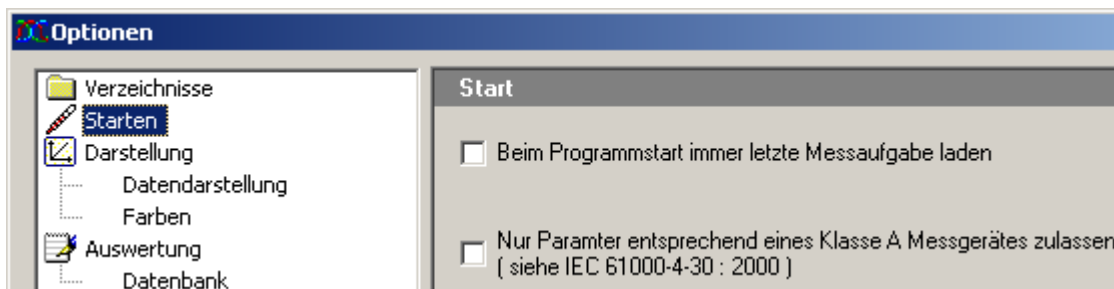 Optionen
Verzeichnisse
Starten
Darstellung
Datendarstellung
Farben
Auswertung
Datenbank
Start
Beim Programmstart immer letzte Messaufgabe laden
Nur Paramter entsprechend eines Klasse A Messgerätes zulassen
( siehe IEC 61000-4-30 : 2000 )